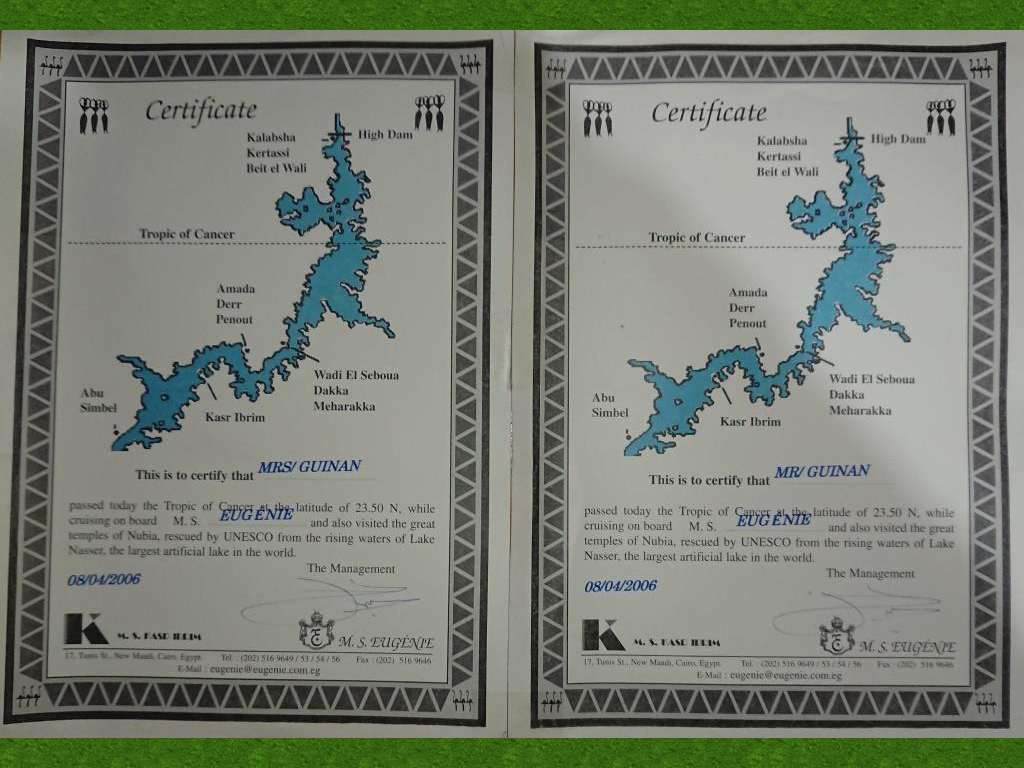 Certificate
Kalabsha
High Dam
Kertassi
Beit el Wali
Tropic of Cancer
Amada
Derr
Penout
Wadi El Seboua
Dakka
Meharakka
Abu
Simbel
Kasr Ibrim
This is to certify that MRS/ GUINAN
passed today the Tropic of Cancer at the latitude of 23.50 N, while
cruising on board M. S. EUGÉNIE and also visited the great
temples of Nubia, rescued by UNESCO from the rising waters of Lake
Nasser, the largest artificial lake in the world.
The Management
08/04/2006
K M. S. KASR IBRIM
M. S. EUGÉNIE
17, Tunis St., New Maadi, Cairo, Egypt. Tel. : (202) 516 9649 / 53 / 54 / 56 Fax : (202) 516 9646
E-Mail : eugenie@eugenie.com.eg
Certificate
Kalabsha
High Dam
Kertassi
Beit el Wali
Tropic of Cancer
Amada
Derr
Penout
Wadi El Seboua
Dakka
Meharakka
Abu
Simbel
Kasr Ibrim
This is to certify that MR/ GUINAN
passed today the Tropic of Cancer at the latitude of 23.50 N, while
cruising on board M. S. EUGÉNIE and also visited the great
temples of Nubia, rescued by UNESCO from the rising waters of Lake
Nasser, the largest artificial lake in the world.
The Management
08/04/2006
K M. S. KASR IBRIM
M. S. EUGÉNIE
17, Tunis St., New Maadi, Cairo, Egypt. Tel. : (202) 516 9649 / 53 / 54 / 56 Fax : (202) 516 9646
E-Mail : eugenie@eugenie.com.eg